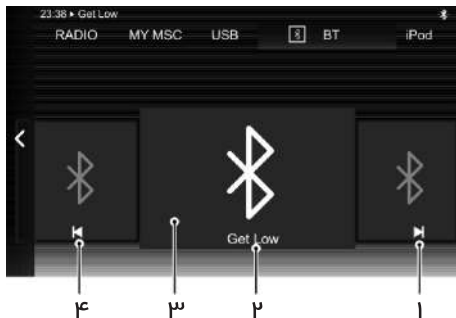 23:38 ▸ Get Low
RADIO MY MSC USB BT iPod
Get Low
۴ ۳ ۲ ۱